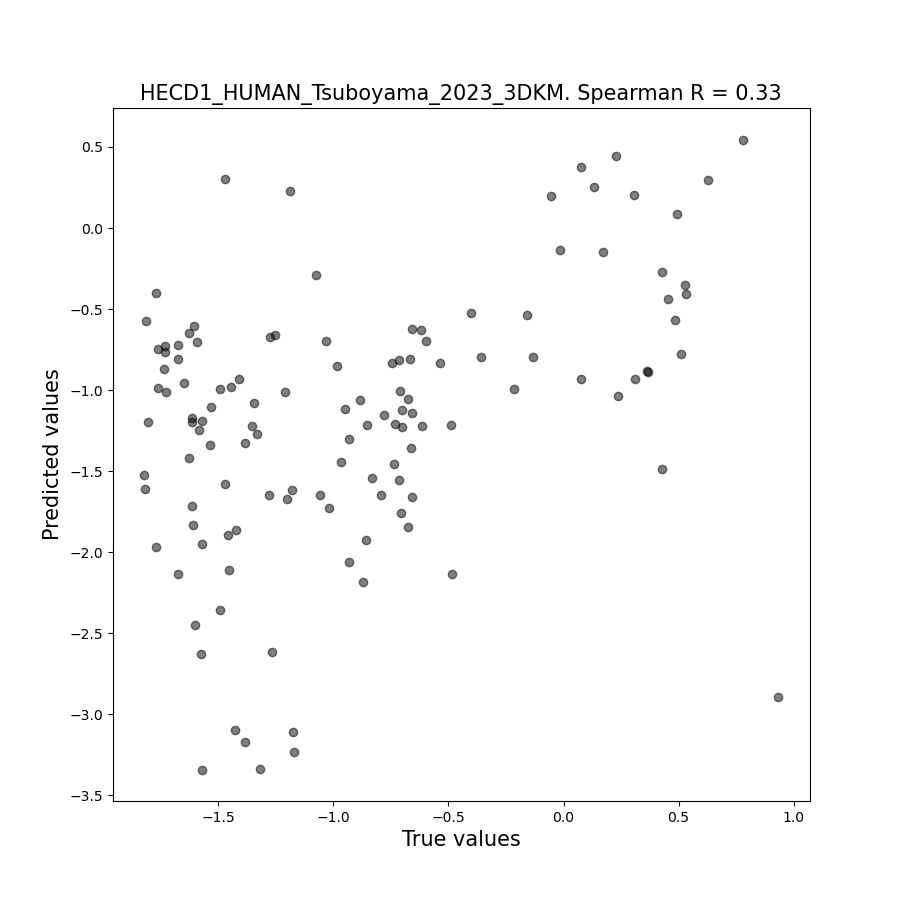 HECD1_HUMAN_Tsuboyama_2023_3DKM. Spearman R = 0.33
0.5
0.0
−0.5
−1.0
−1.5
−2.0
−2.5
−3.0
−3.5
Predicted values
−1.5 −1.0 −0.5 0.0 0.5 1.0
True values